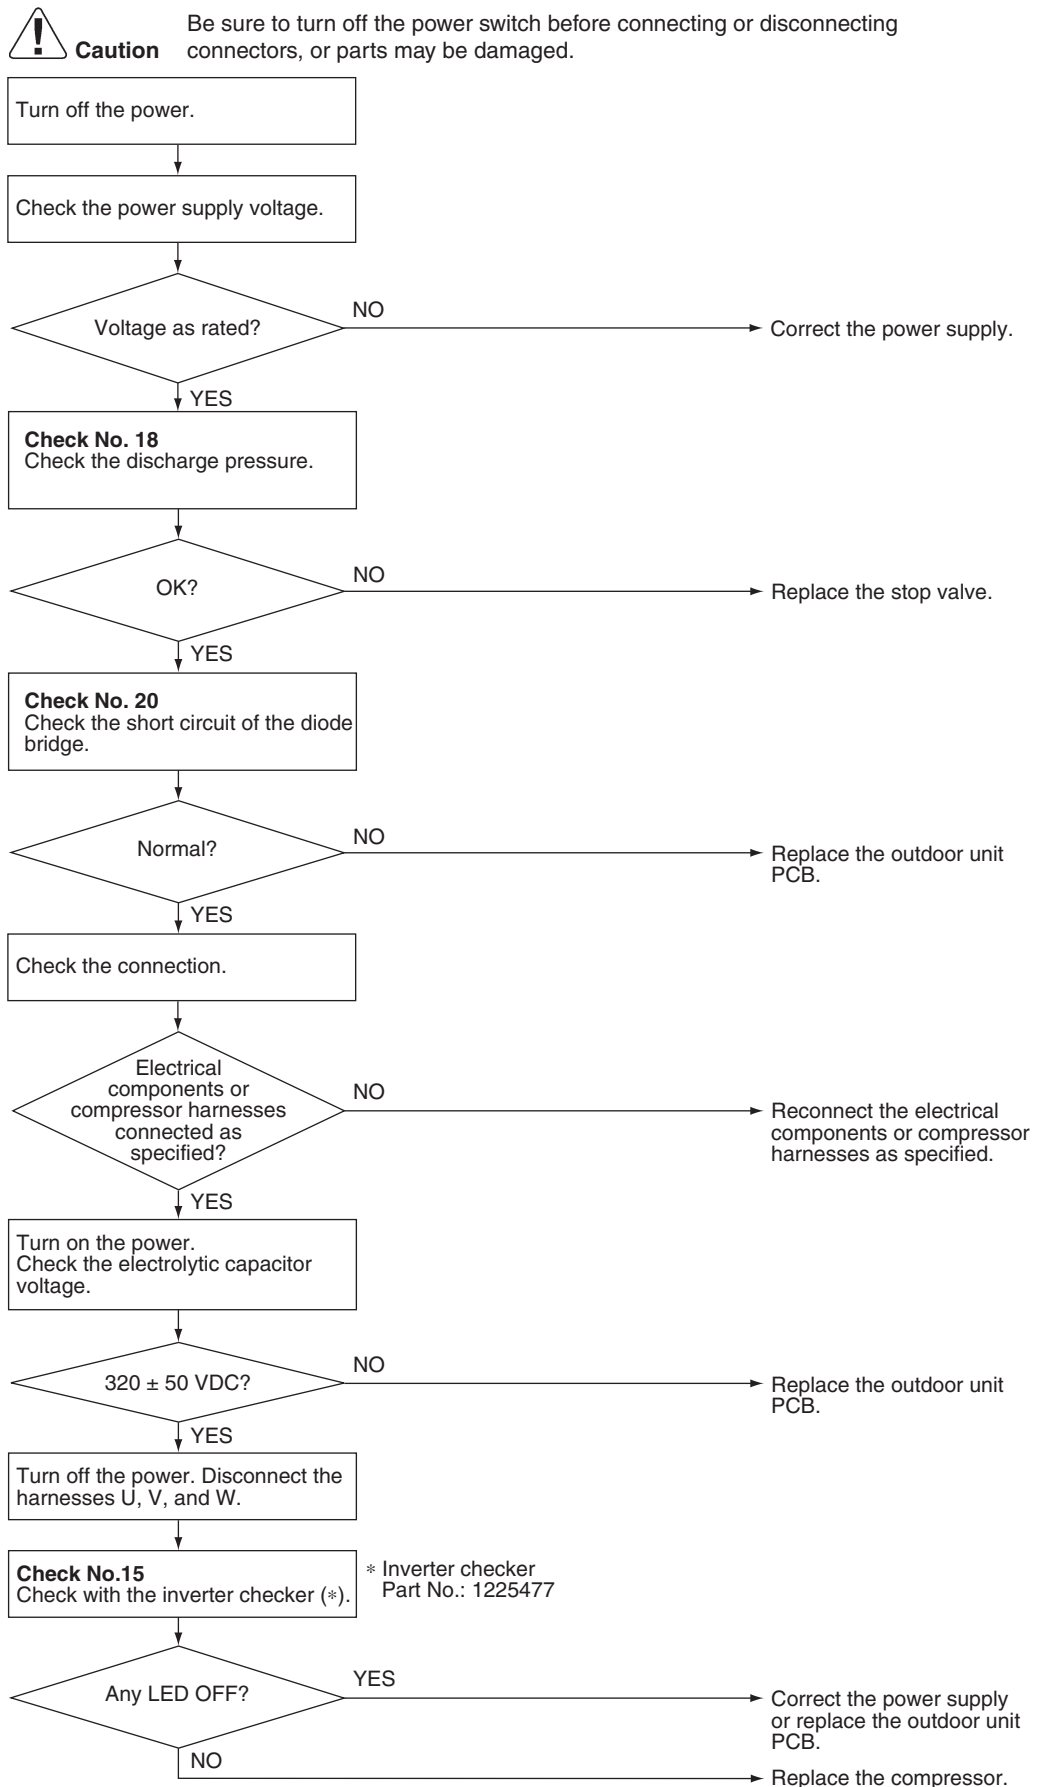 Be sure to turn off the power switch before connecting or disconnecting
Caution connectors, or parts may be damaged.
Turn off the power.
Check the power supply voltage.
Voltage as rated?
NO
Correct the power supply.
YES
Check No. 18
Check the discharge pressure.
OK?
NO
Replace the stop valve.
YES
Check No. 20
Check the short circuit of the diode
bridge.
Normal?
NO
Replace the outdoor unit
PCB.
YES
Check the connection.
Electrical
components or
compressor harnesses
connected as
specified?
NO
Reconnect the electrical
components or compressor
harnesses as specified.
YES
Turn on the power.
Check the electrolytic capacitor
voltage.
320 ± 50 VDC?
NO
Replace the outdoor unit
PCB.
YES
Turn off the power. Disconnect the
harnesses U, V, and W.
Check No.15
Check with the inverter checker (*).
* Inverter checker
Part No.: 1225477
Any LED OFF?
YES
Correct the power supply
or replace the outdoor unit
PCB.
NO
Replace the compressor.